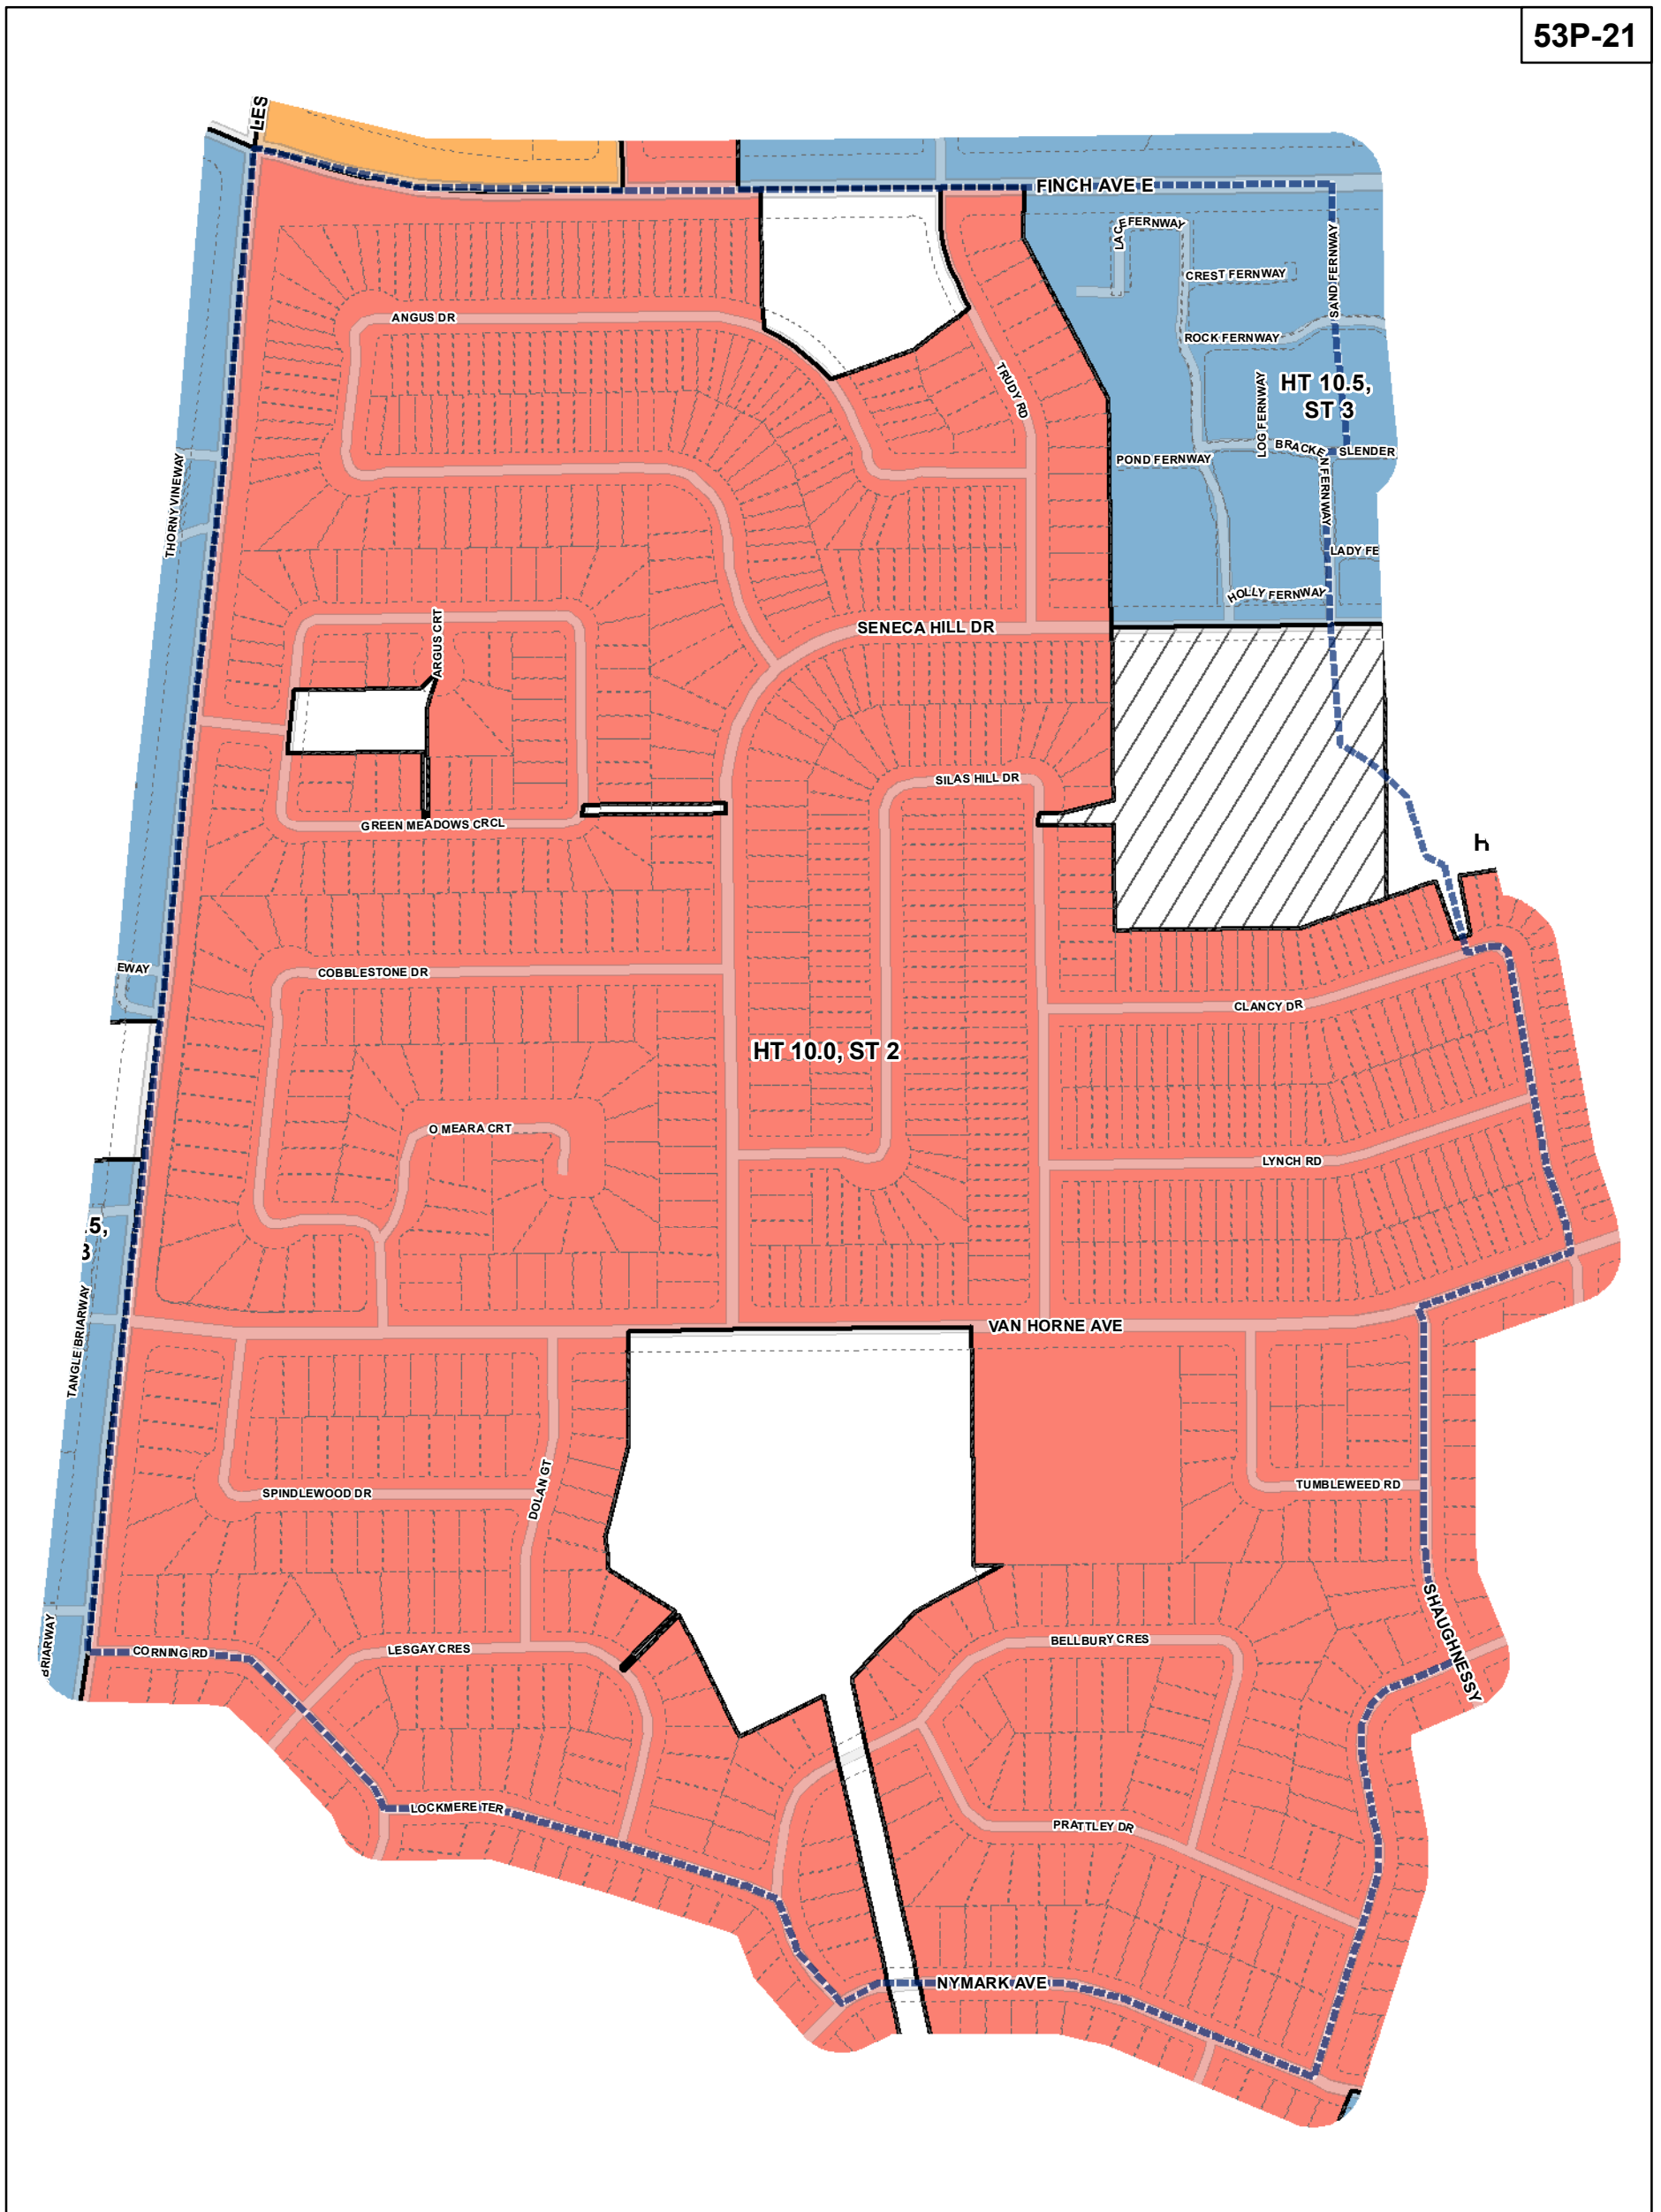 53P-21
LES
FINCH AVE E
LACE FERNWAY
SAND FERNWAY
CREST FERNWAY
ANGUS DR
ROCK FERNWAY
TRUDY RD
HT 10.5,
ST 3
LOG FERNWAY
BRACKEN FERNWAY
SLENDER
POND FERNWAY
THORNY VINEWAY
LADY FE
HOLLY FERNWAY
SENECA HILL DR
ARGUS CRT
SILAS HILL DR
GREEN MEADOWS CRCL
H
EWAY
COBBLESTONE DR
CLANCY DR
HT 10.0, ST 2
O MEARA CRT
LYNCH RD
.5,
3
TANGLE BRIARWAY
VAN HORNE AVE
TUMBLEWEED RD
SPINDLEWOOD DR
DOLAN GT
SHAUGHNESSY
BRIARWAY
CORNING RD
LESGAY CRES
BELLBURY CRES
LOCKMERE TER
PRATTLEY DR
NYMARK AVE